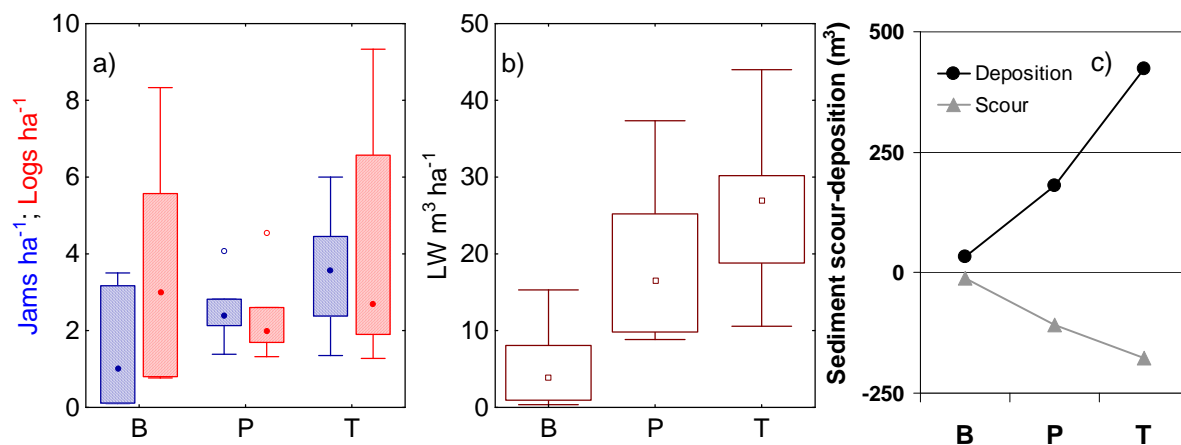 a)
Jams ha-1; Logs ha-1
10
8
6
4
2
0
B P T
b)
LW m3 ha-1
50
40
30
20
10
0
B P T
c)
Sediment scour-deposition (m3)
500
250
0
-250
Deposition
Scour
B P T